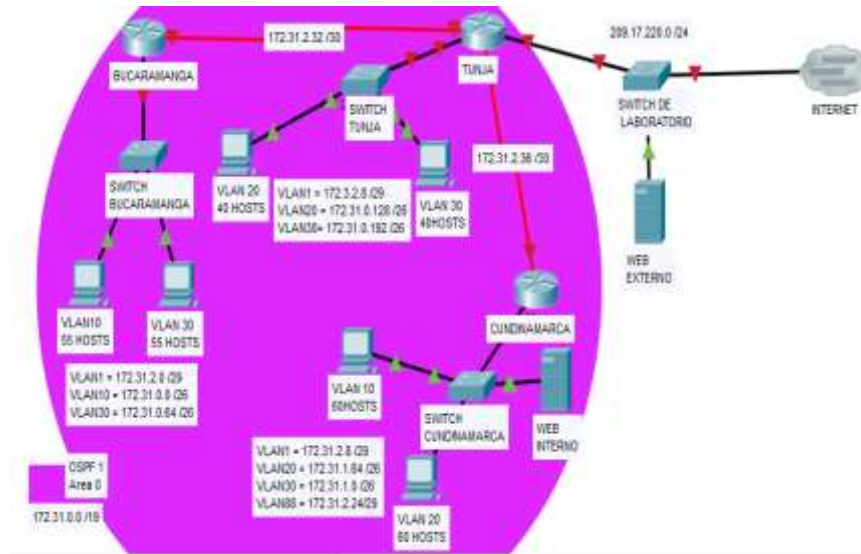 172.31.2.32 /30
BUCARAMANGA
TUNJA
209.17.220.0 /24
SWITCH DE
LABORATORIO
INTERNET
SWITCH
TUNJA
172.31.2.36 /30
SWITCH
BUCARAMANGA
VLAN 20
40 HOSTS
VLAN1 = 172.3.2.8 /29
VLAN20 = 172.31.0.128 /26
VLAN30= 172.31.0.192 /26
VLAN 30
40HOSTS
WEB
EXTERNO
CUNDINAMARCA
VLAN10
55 HOSTS
VLAN 30
55 HOSTS
VLAN1 = 172.31.2.0 /29
VLAN10 = 172.31.0.0 /26
VLAN30 = 172.31.0.64 /26
VLAN 10
60HOSTS
SWITCH
CUNDINAMARCA
WEB
INTERNO
VLAN1 = 172.31.2.8 /29
VLAN20 = 172.31.1.64 /26
VLAN30 = 172.31.1.0 /26
VLAN88 = 172.31.2.24/29
VLAN 20
60 HOSTS
OSPF 1
Area 0
172.31.0.0 /18